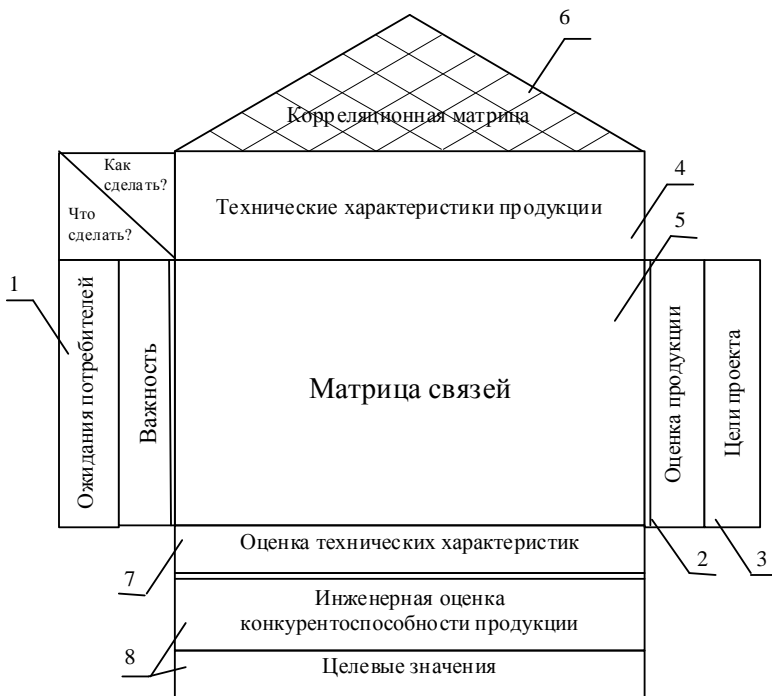 6
Корреляционная матрица
Как
сделать?
Что
сделать?
Технические характеристики продукции
4
5
1
Ожидания потребителей
Важность
Матрица связей
Оценка продукции
Цели проекта
Оценка технических характеристик
7
2
3
Инженерная оценка
конкурентоспособности продукции
8
Целевые значения